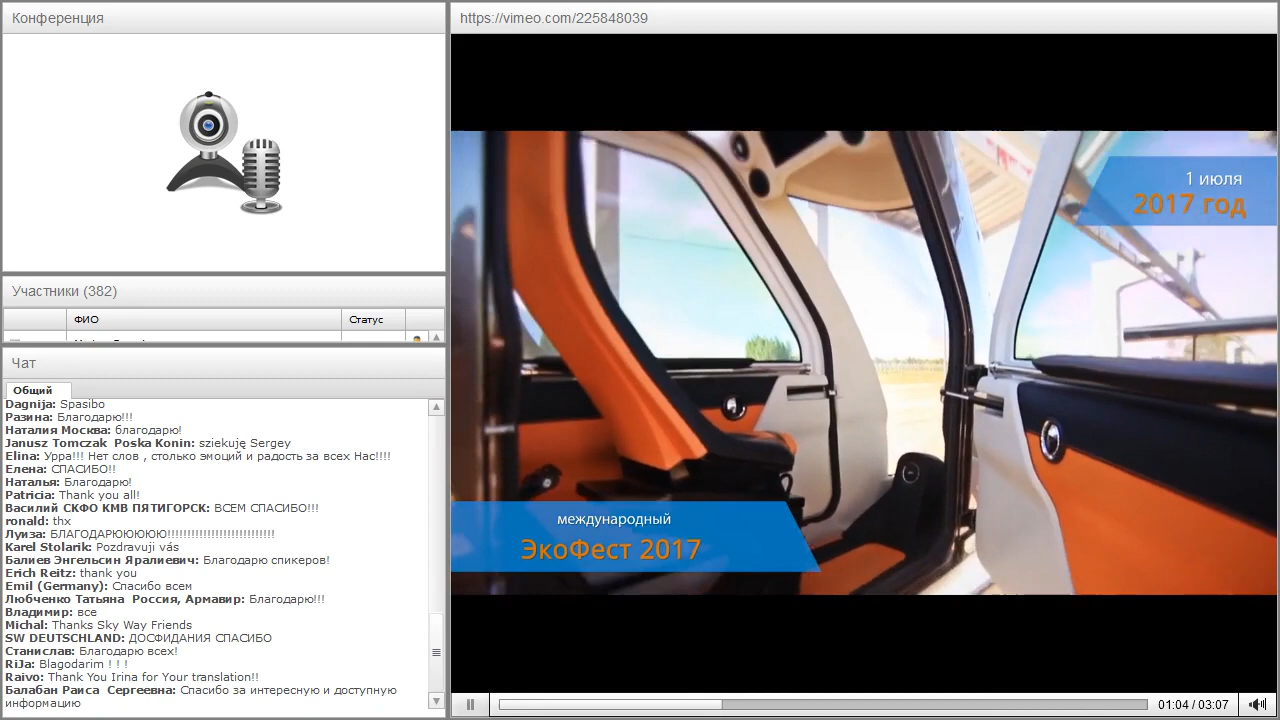 Конференция
https://vimeo.com/225848039
1 июля
2017 год
международный
ЭкоФест 2017
Участники (382)
ФИО
Статус
Чат
Общий
Dagnija: Spasibo
Разина: Благодарю!!!
Наталия Москва: благодарю!
Janusz Tomczak  Poska Konin: sziekuję Sergey
Elina: Урра!!! Нет слов , столько эмоций и радость за всех Нас!!!!
Елена: СПАСИБО!!
Наталья: Благодарю!
Patricia: Thank you all!
Василий СКФО КМВ ПЯТИГОРСК: ВСЕМ СПАСИБО!!!
ronald: thx
Луиза: БЛАГОДАРЮЮЮЮЮ!!!!!!!!!!!!!!!!!!!!!!!!!!!
Karel Stolarik: Pozdravuji vás
Балиев Энгельсин Яралиевич: Благодарю спикеров!
Erich Reitz: thank you
Emil (Germany): Спасибо всем
Любченко Татьяна  Россия, Армавир: Благодарю!!!
Владимир: все
Michal: Thanks Sky Way Friends
SW DEUTSCHLAND: ДОСФИДАНИЯ СПАСИБО
Станислав: Благодарю всех!
RiJa: Blagodarim ! ! !
Raivo: Thank You Irina for Your translation!!
Балабан Раиса  Сергеевна: Спасибо за интересную и доступную
информацию
01:04 / 03:07